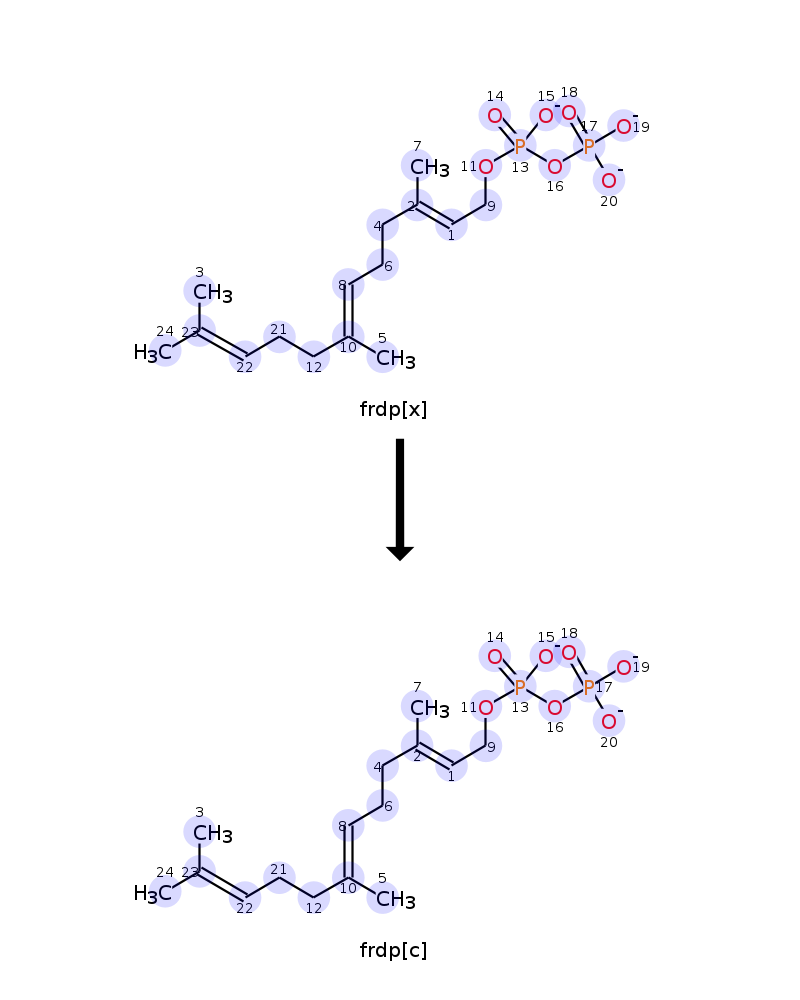 14 15 18
O O- O O- 19
7 17
CH3 11 O P P
13 O O-
16 20
2 9
4 1
8 6
3
CH3
24 23 21 5
H3C 10 CH3
22 12
frdp[x]
14 15 18
O O- O O- 19
7 P P 17
CH3 11 O 13 O O-
16 20
2 9
4 1
8 6
3
CH3
24 23 21 5
H3C 10 CH3
22 12
frdp[c]